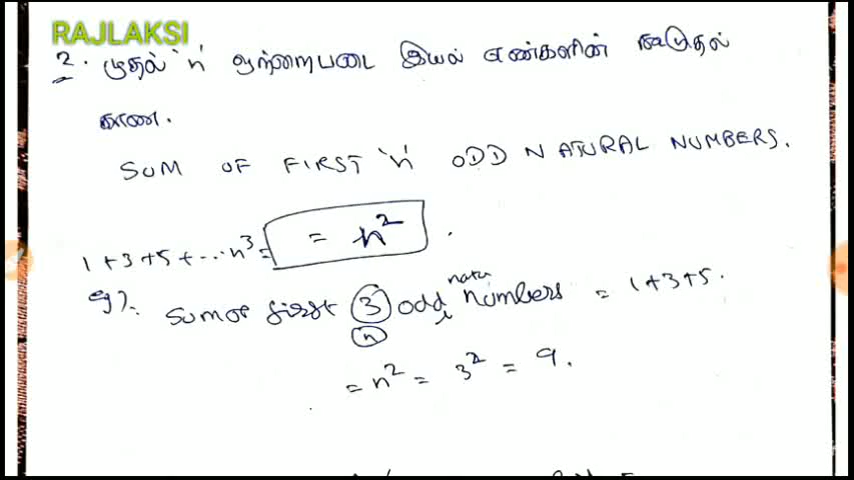 RAJLAKSI
2. முதல் 'n' ஒற்றைபடை இயல் எண்களின் கூடுதல்
காண.
SUM OF FIRST 'n' ODD NATURAL NUMBERS.
1+3+5+...n³= = n² .
eg). Sum of first 3 odd natu numbers = 1+3+5.
n
= n² = 3² = 9.